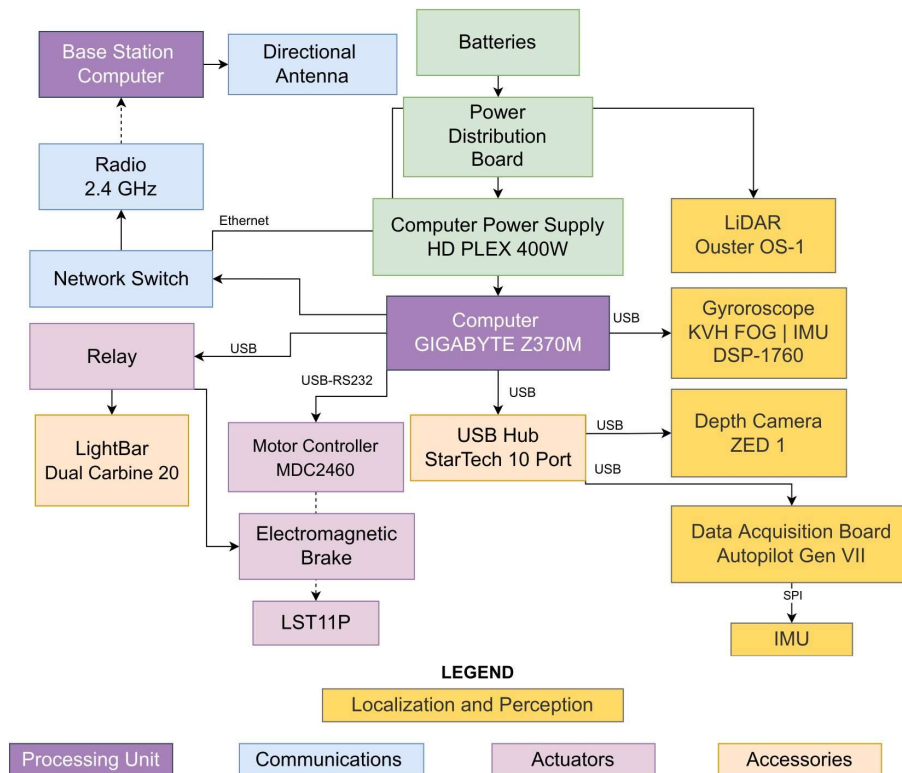 Base Station
Computer
Directional
Antenna
Batteries
Power
Distribution
Board
Radio
2.4 GHz
Ethernet
Computer Power Supply
HD PLEX 400W
LiDAR
Ouster OS-1
Network Switch
Computer
GIGABYTE Z370M
USB
Gyroroscope
KVH FOG | IMU
DSP-1760
Relay
USB
USB-RS232
USB
LightBar
Dual Carbine 20
Motor Controller
MDC2460
USB Hub
StarTech 10 Port
USB
USB
Depth Camera
ZED 1
Electromagnetic
Brake
Data Acquisition Board
Autopilot Gen VII
SPI
LST11P
IMU
LEGEND
Localization and Perception
Processing Unit
Communications
Actuators
Accessories